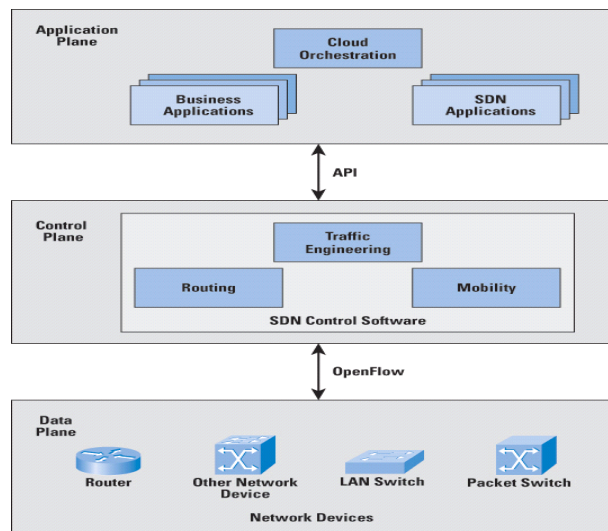 Application
Plane
Cloud
Orchestration
Business
Applications
SDN
Applications
API
Control
Plane
Traffic
Engineering
Routing
Mobility
SDN Control Software
OpenFlow
Data
Plane
Router
Other Network
Device
LAN Switch
Packet Switch
Network Devices